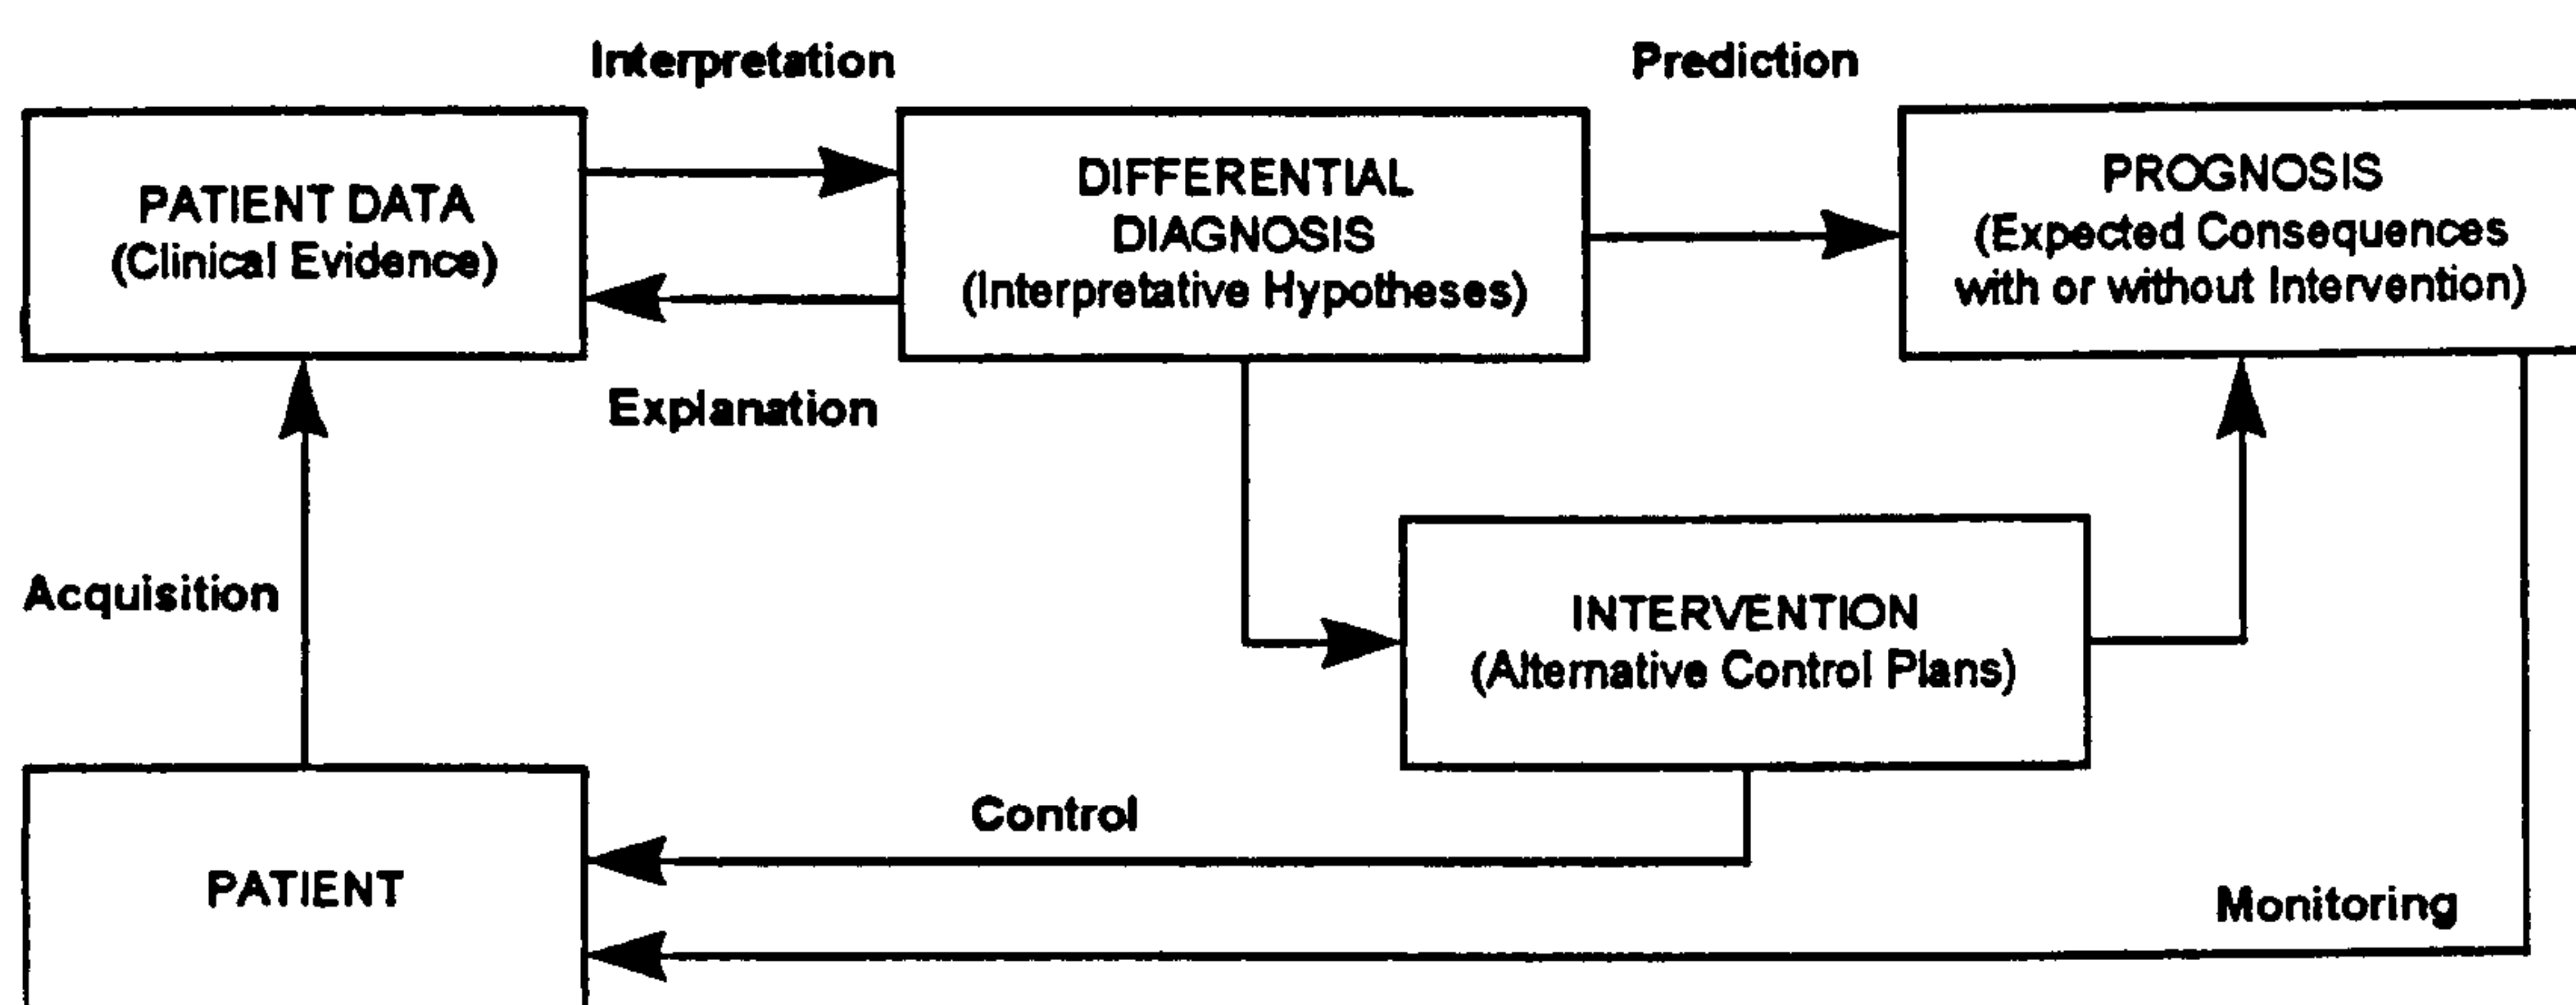 Interpretation
Prediction
PATIENT DATA
(Clinical Evidence)
DIFFERENTIAL
DIAGNOSIS
(Interpretative Hypotheses)
PROGNOSIS
(Expected Consequences
with or without Intervention)
Explanation
Acquisition
INTERVENTION
(Alternative Control Plans)
Control
PATIENT
Monitoring